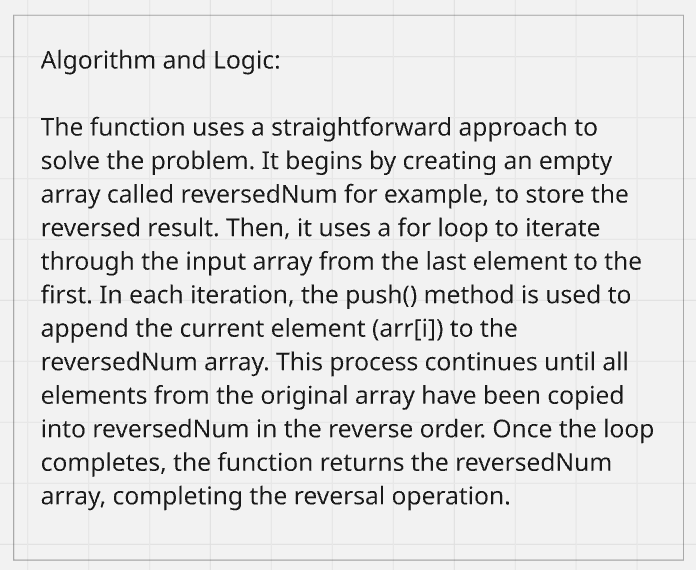 Algorithm and Logic:
The function uses a straightforward approach to
solve the problem. It begins by creating an empty
array called reversedNum for example, to store the
reversed result. Then, it uses a for loop to iterate
through the input array from the last element to the
first. In each iteration, the push() method is used to
append the current element (arr[i]) to the
reversedNum array. This process continues until all
elements from the original array have been copied
into reversedNum in the reverse order. Once the loop
completes, the function returns the reversedNum
array, completing the reversal operation.